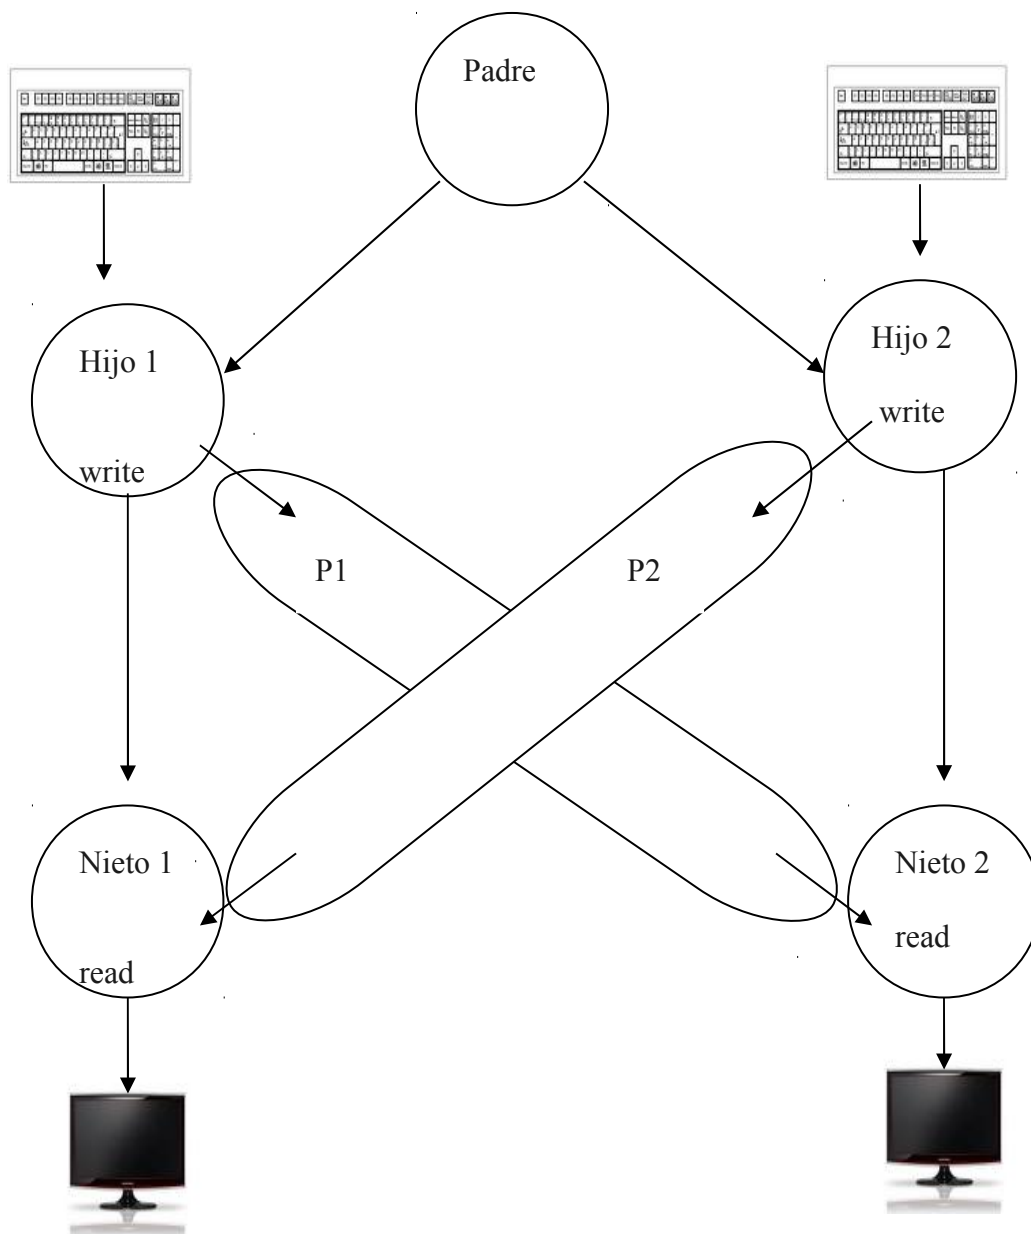 Padre
Hijo 1
Hijo 2
write
write
P1
P2
Nieto 1
Nieto 2
read
read